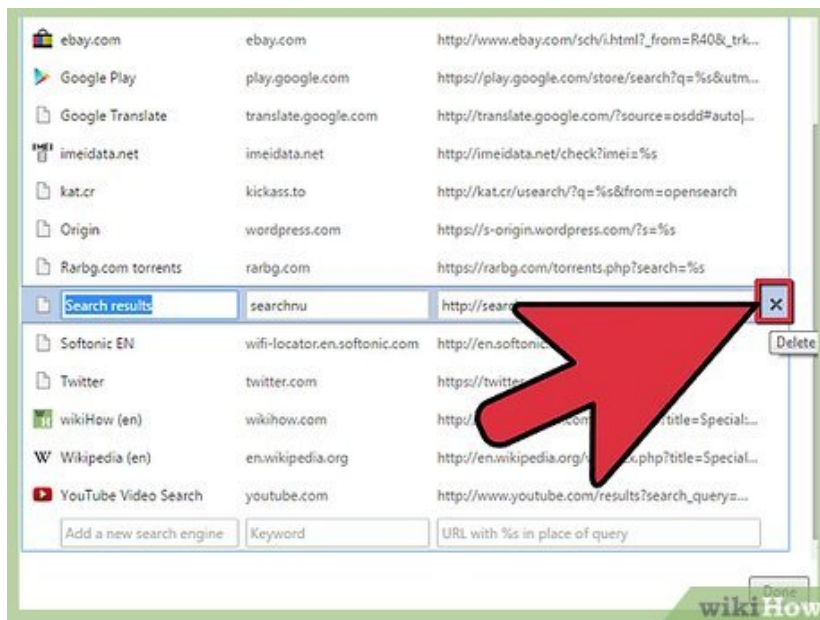 ebay.com ebay.com http://www.ebay.com/sch/i.html?_from=R40&_trk...
Google Play play.google.com https://play.google.com/store/search?q=%s&utm...
Google Translate translate.google.com http://translate.google.com/?source=osdd#auto|...
imeidata.net imeidata.net http://imeidata.net/check?imei=%s
kat.cr kickass.to http://kat.cr/usearch/?q=%s&from=opensearch
Origin wordpress.com https://s-origin.wordpress.com/?s=%s
Rarbg.com torrents rarbg.com https://rarbg.com/torrents.php?search=%s
Search results searchnu http://sear
Delete
Softonic EN wifi-locator.en.softonic.com http://en.softonic.
Twitter twitter.com https://twitte
wikiHow (en) wikihow.com http:/ title=Special:...
W Wikipedia (en) en.wikipedia.org http://en.wikipedia.org/ x.php?title=Special...
YouTube Video Search youtube.com http://www.youtube.com/results?search_query=...
Add a new search engine Keyword URL with %s in place of query
Done
wikiHow